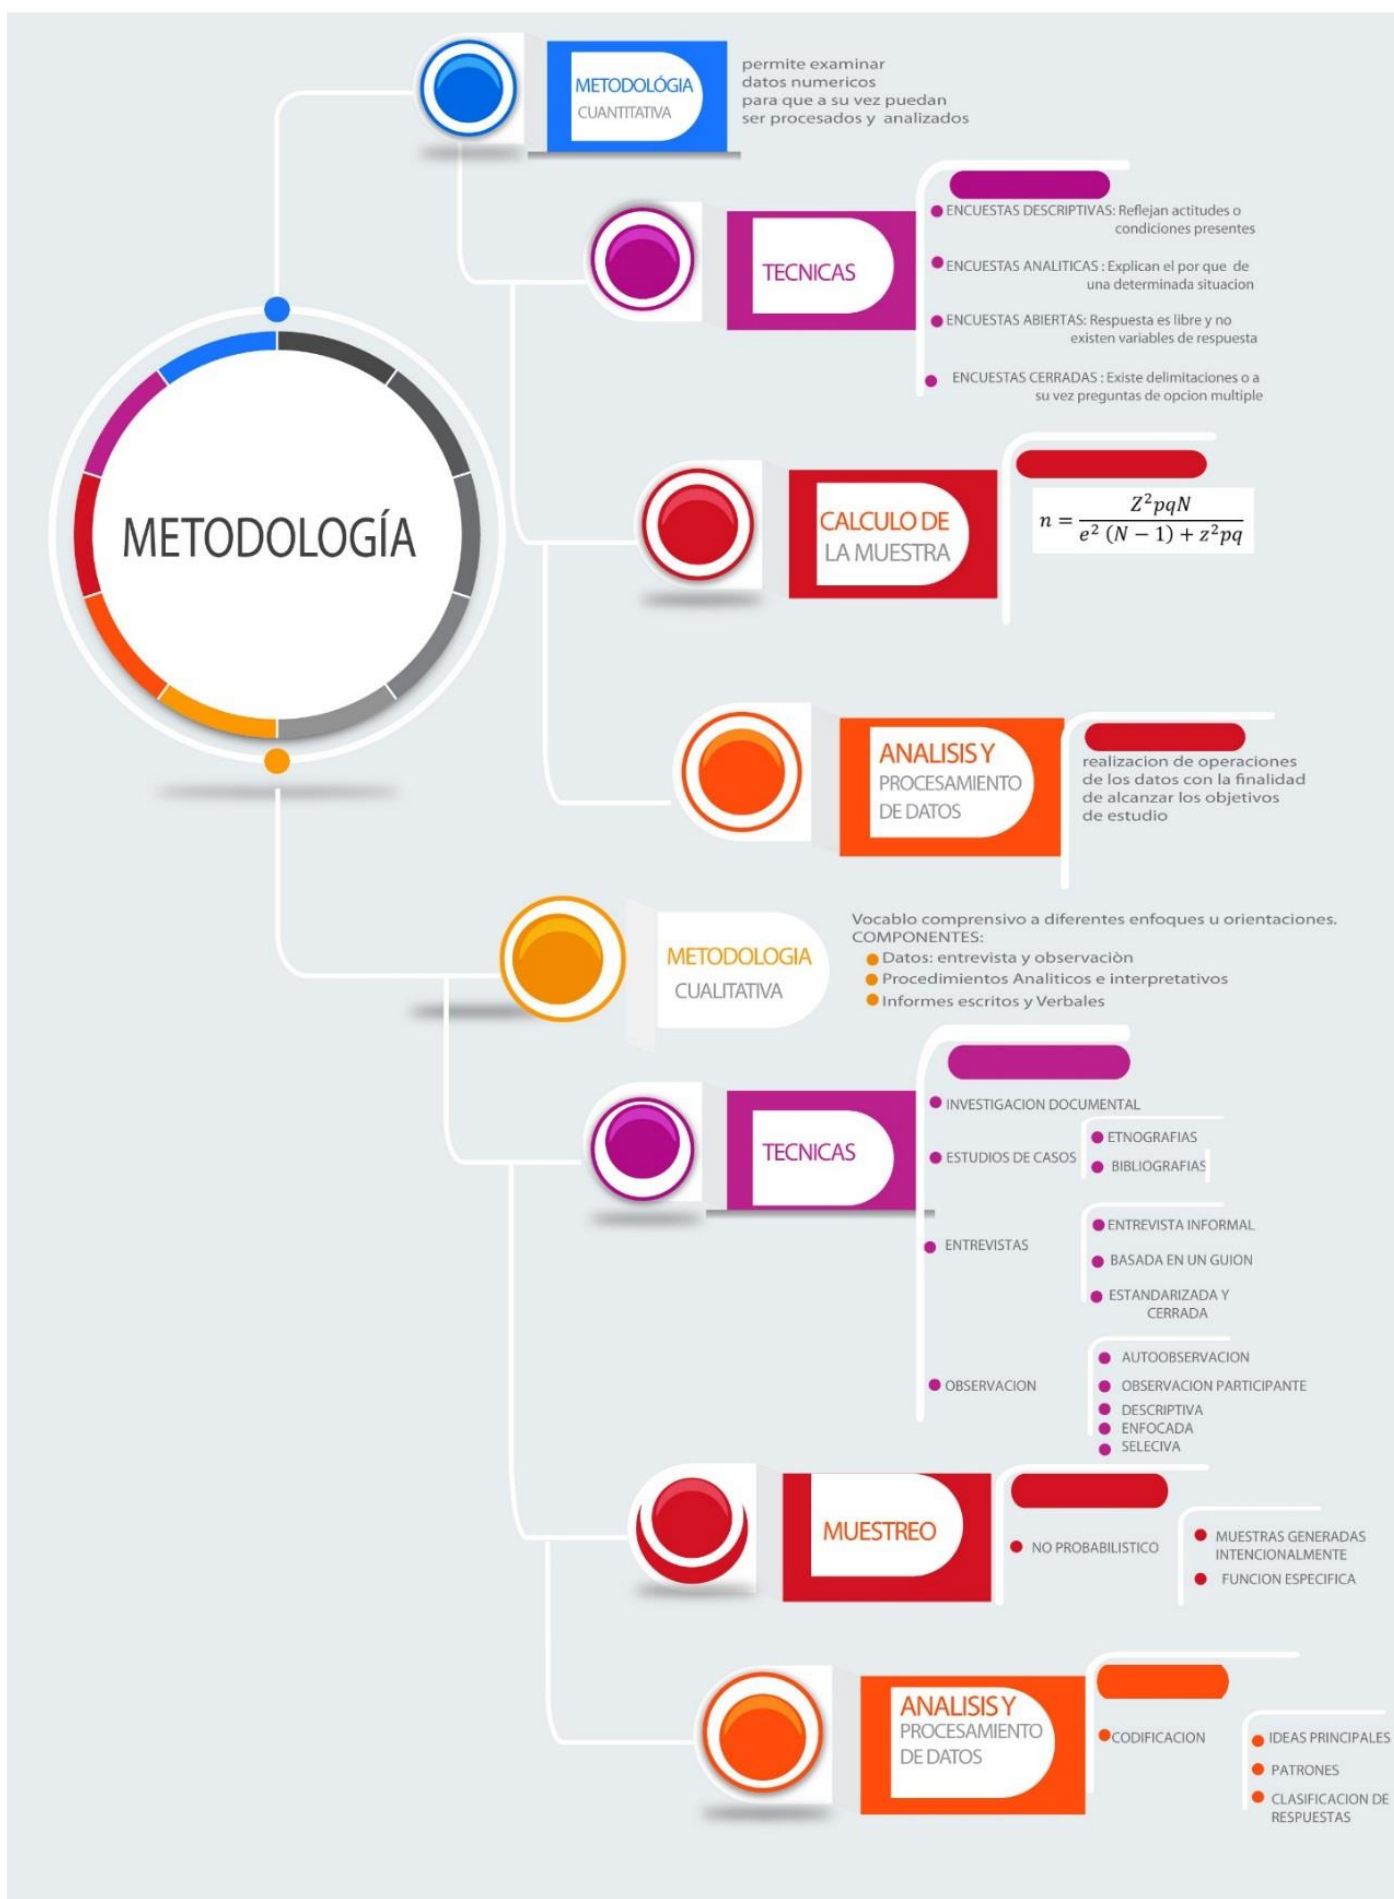 METODOLOGÍA
METODOLÓGIA
CUANTITATIVA
permite examinar
datos numericos
para que a su vez puedan
ser procesados y analizados
TECNICAS
ENCUESTAS DESCRIPTIVAS: Reflejan actitudes o
condiciones presentes
ENCUESTAS ANALITICAS : Explican el por que de
una determinada situacion
ENCUESTAS ABIERTAS: Respuesta es libre y no
existen variables de respuesta
ENCUESTAS CERRADAS : Existe delimitaciones o a
su vez preguntas de opcion multiple
CALCULO DE
LA MUESTRA
n = Z²pqN / e² (N − 1) + z²pq
ANALISIS Y
PROCESAMIENTO
DE DATOS
realizacion de operaciones
de los datos con la finalidad
de alcanzar los objetivos
de estudio
METODOLOGIA
CUALITATIVA
Vocablo comprensivo a diferentes enfoques u orientaciones.
COMPONENTES:
Datos: entrevista y observaciòn
Procedimientos Analiticos e interpretativos
Informes escritos y Verbales
TECNICAS
INVESTIGACION DOCUMENTAL
ESTUDIOS DE CASOS
ETNOGRAFIAS
BIBLIOGRAFIAS
ENTREVISTAS
ENTREVISTA INFORMAL
BASADA EN UN GUION
ESTANDARIZADA Y
CERRADA
OBSERVACION
AUTOOBSERVACION
OBSERVACION PARTICIPANTE
DESCRIPTIVA
ENFOCADA
SELECIVA
MUESTREO
NO PROBABILISTICO
MUESTRAS GENERADAS
INTENCIONALMENTE
FUNCION ESPECIFICA
ANALISIS Y
PROCESAMIENTO
DE DATOS
CODIFICACION
IDEAS PRINCIPALES
PATRONES
CLASIFICACION DE
RESPUESTAS